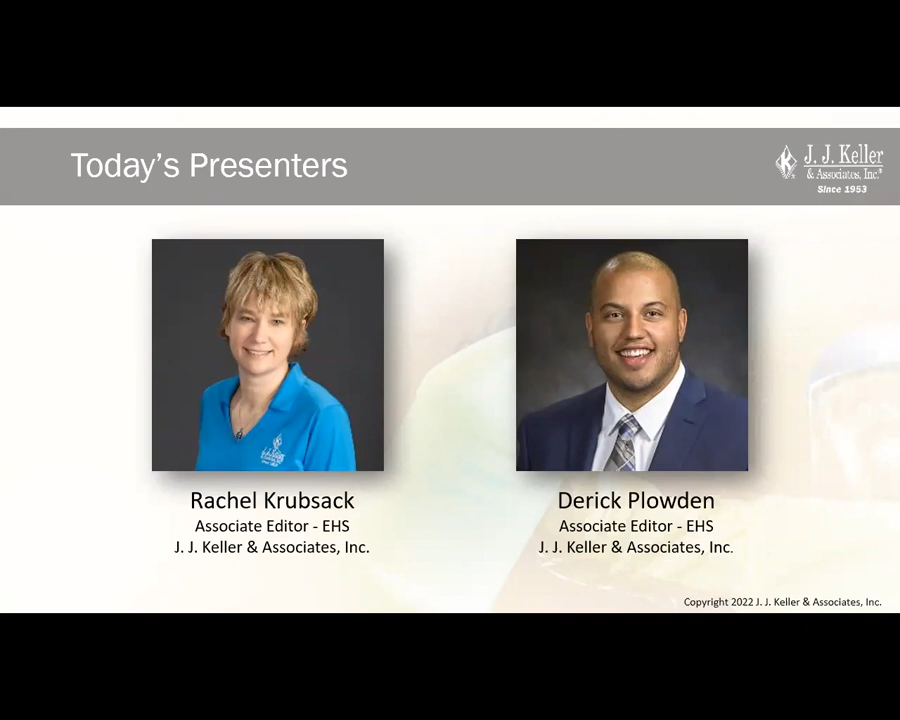 Today's Presenters
J. J. Keller
& Associates, Inc.®
Since 1953
Rachel Krubsack
Associate Editor - EHS
J. J. Keller & Associates, Inc.
Derick Plowden
Associate Editor - EHS
J. J. Keller & Associates, Inc.
Copyright 2022 J. J. Keller & Associates, Inc.